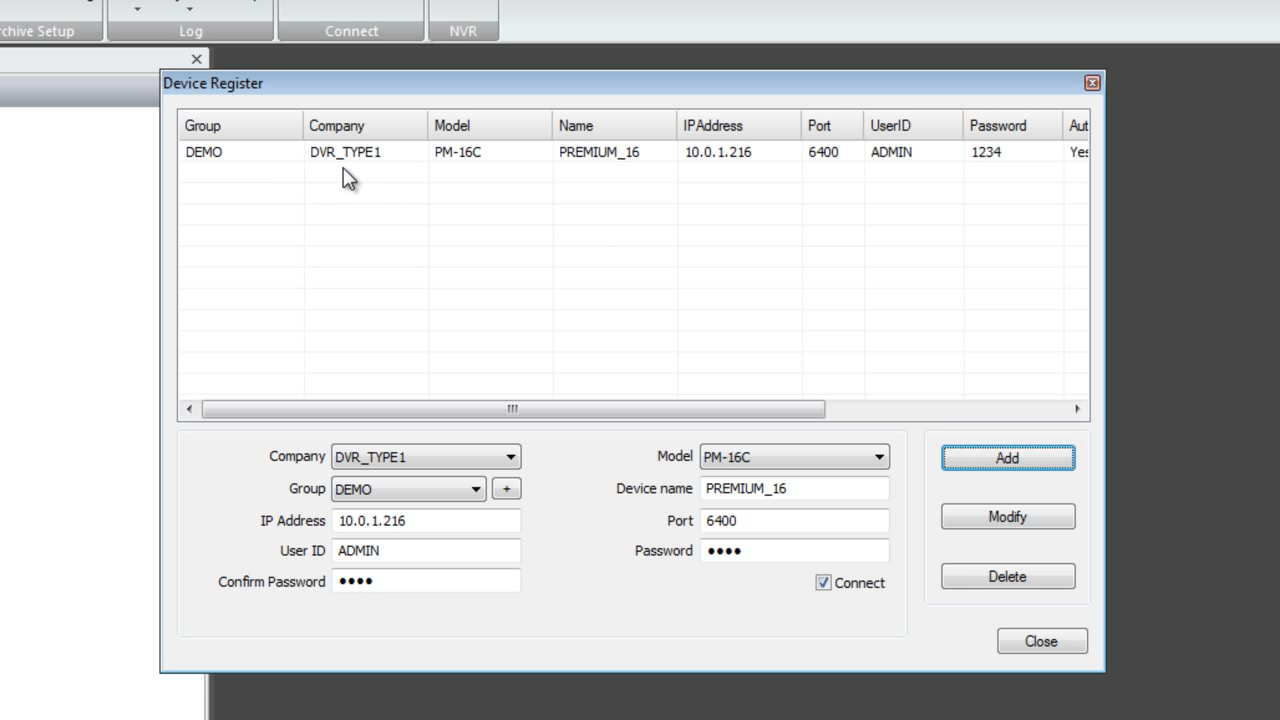 rchive Setup Log Connect NVR
Device Register
Group Company Model Name IPAddress Port UserID Password Aut
DEMO DVR_TYPE1 PM-16C PREMIUM_16 10.0.1.216 6400 ADMIN 1234 Yes
Company DVR_TYPE1 Model PM-16C Add
Group DEMO + Device name PREMIUM_16
IP Address 10.0.1.216 Port 6400 Modify
User ID ADMIN Password ●●●●
Confirm Password ●●●● Connect Delete
Close